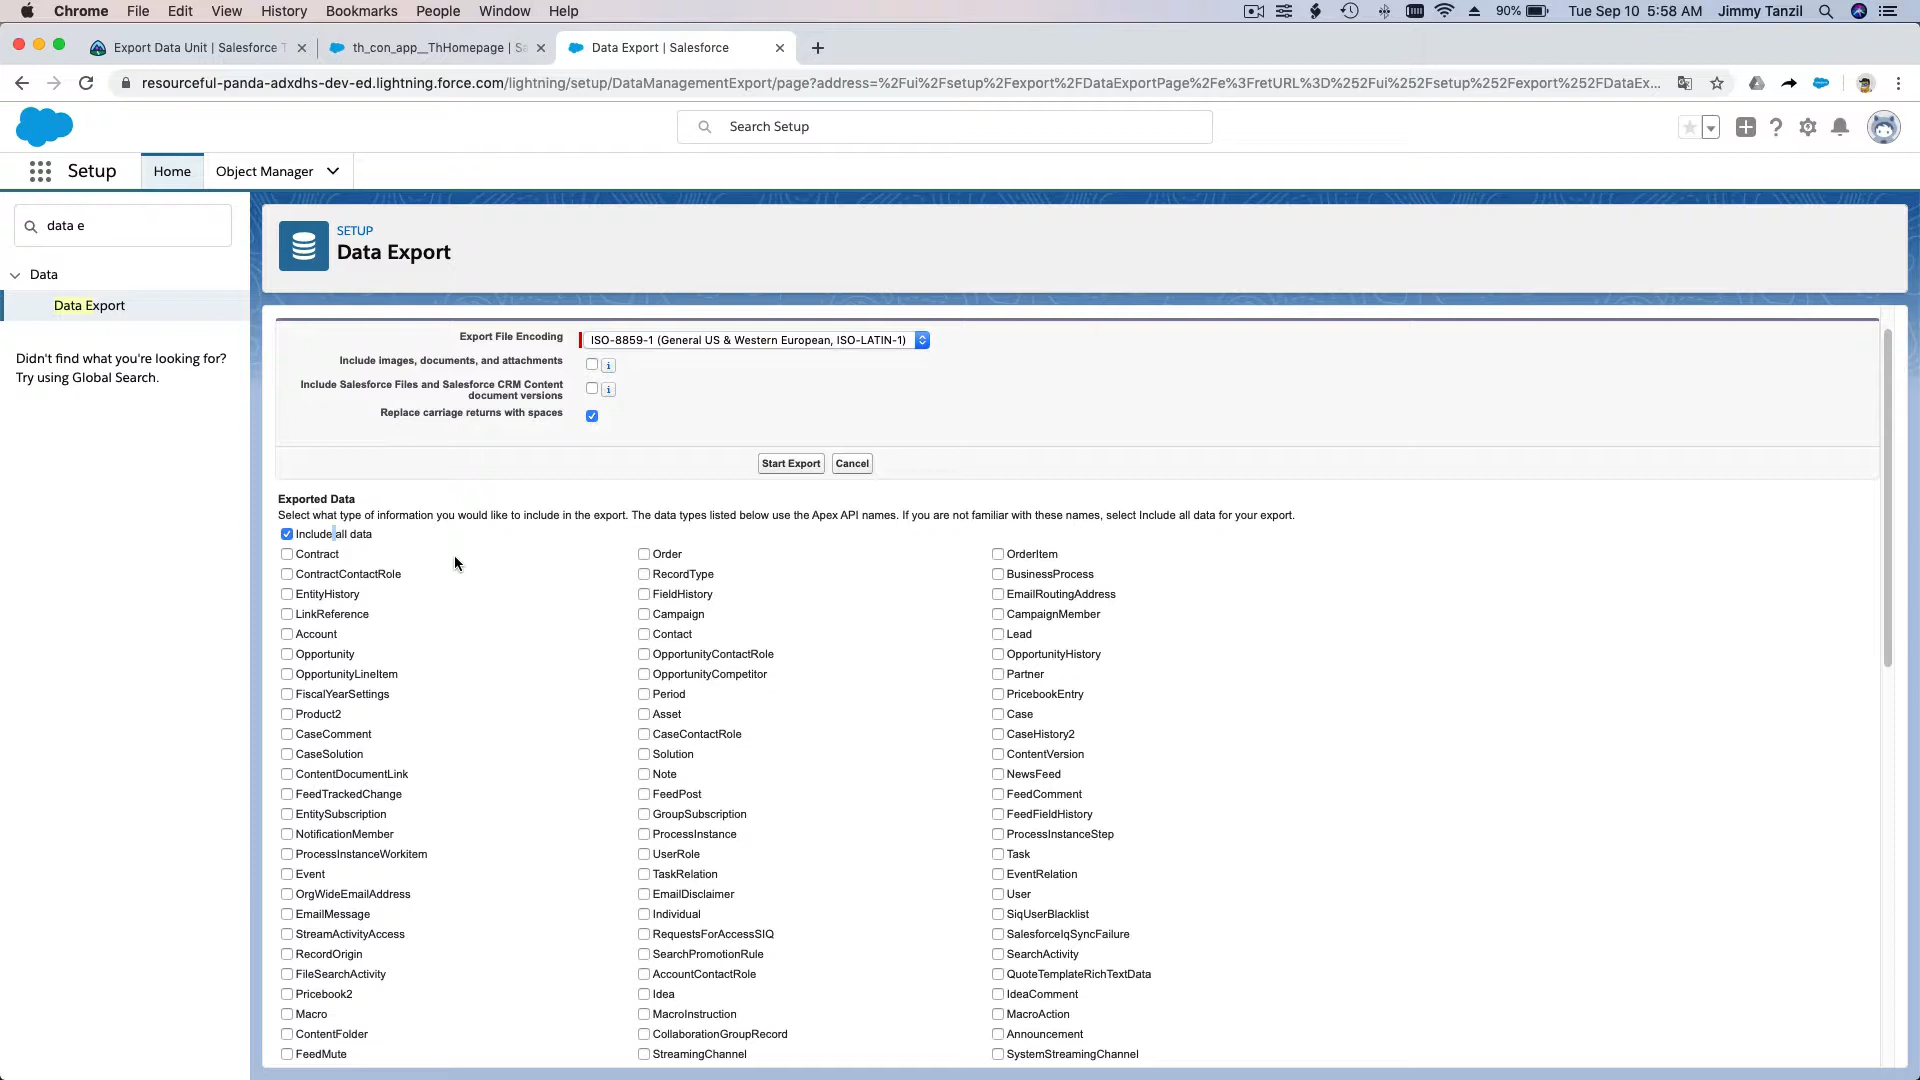 Chrome File Edit View History Bookmarks People Window Help 90% Tue Sep 10 5:58 AM Jimmy Tanzil
Export Data Unit | Salesforce T
th_con_app__ThHomepage | Sa
Data Export | Salesforce
resourceful-panda-adxdhs-dev-ed.lightning.force.com/lightning/setup/DataManagementExport/page?address=%2Fui%2Fsetup%2Fexport%2FDataExportPage%2Fe%3FretURL%3D%252Fui%252Fsetup%252Fexport%252FDataEx...
Search Setup
Setup Home Object Manager
data e
Data
Data Export
Didn't find what you're looking for?
Try using Global Search.
SETUP
Data Export
Export File Encoding ISO-8859-1 (General US & Western European, ISO-LATIN-1)
Include images, documents, and attachments i
Include Salesforce Files and Salesforce CRM Content
document versions i
Replace carriage returns with spaces
Start Export Cancel
Exported Data
Select what type of information you would like to include in the export. The data types listed below use the Apex API names. If you are not familiar with these names, select Include all data for your export.
Include all data
Contract Order OrderItem
ContractContactRole RecordType BusinessProcess
EntityHistory FieldHistory EmailRoutingAddress
LinkReference Campaign CampaignMember
Account Contact Lead
Opportunity OpportunityContactRole OpportunityHistory
OpportunityLineItem OpportunityCompetitor Partner
FiscalYearSettings Period PricebookEntry
Product2 Asset Case
CaseComment CaseContactRole CaseHistory2
CaseSolution Solution ContentVersion
ContentDocumentLink Note NewsFeed
FeedTrackedChange FeedPost FeedComment
EntitySubscription GroupSubscription FeedFieldHistory
NotificationMember ProcessInstance ProcessInstanceStep
ProcessInstanceWorkitem UserRole Task
Event TaskRelation EventRelation
OrgWideEmailAddress EmailDisclaimer User
EmailMessage Individual SiqUserBlacklist
StreamActivityAccess RequestsForAccessSIQ SalesforceIqSyncFailure
RecordOrigin SearchPromotionRule SearchActivity
FileSearchActivity AccountContactRole QuoteTemplateRichTextData
Pricebook2 Idea IdeaComment
Macro MacroInstruction MacroAction
ContentFolder CollaborationGroupRecord Announcement
FeedMute StreamingChannel SystemStreamingChannel